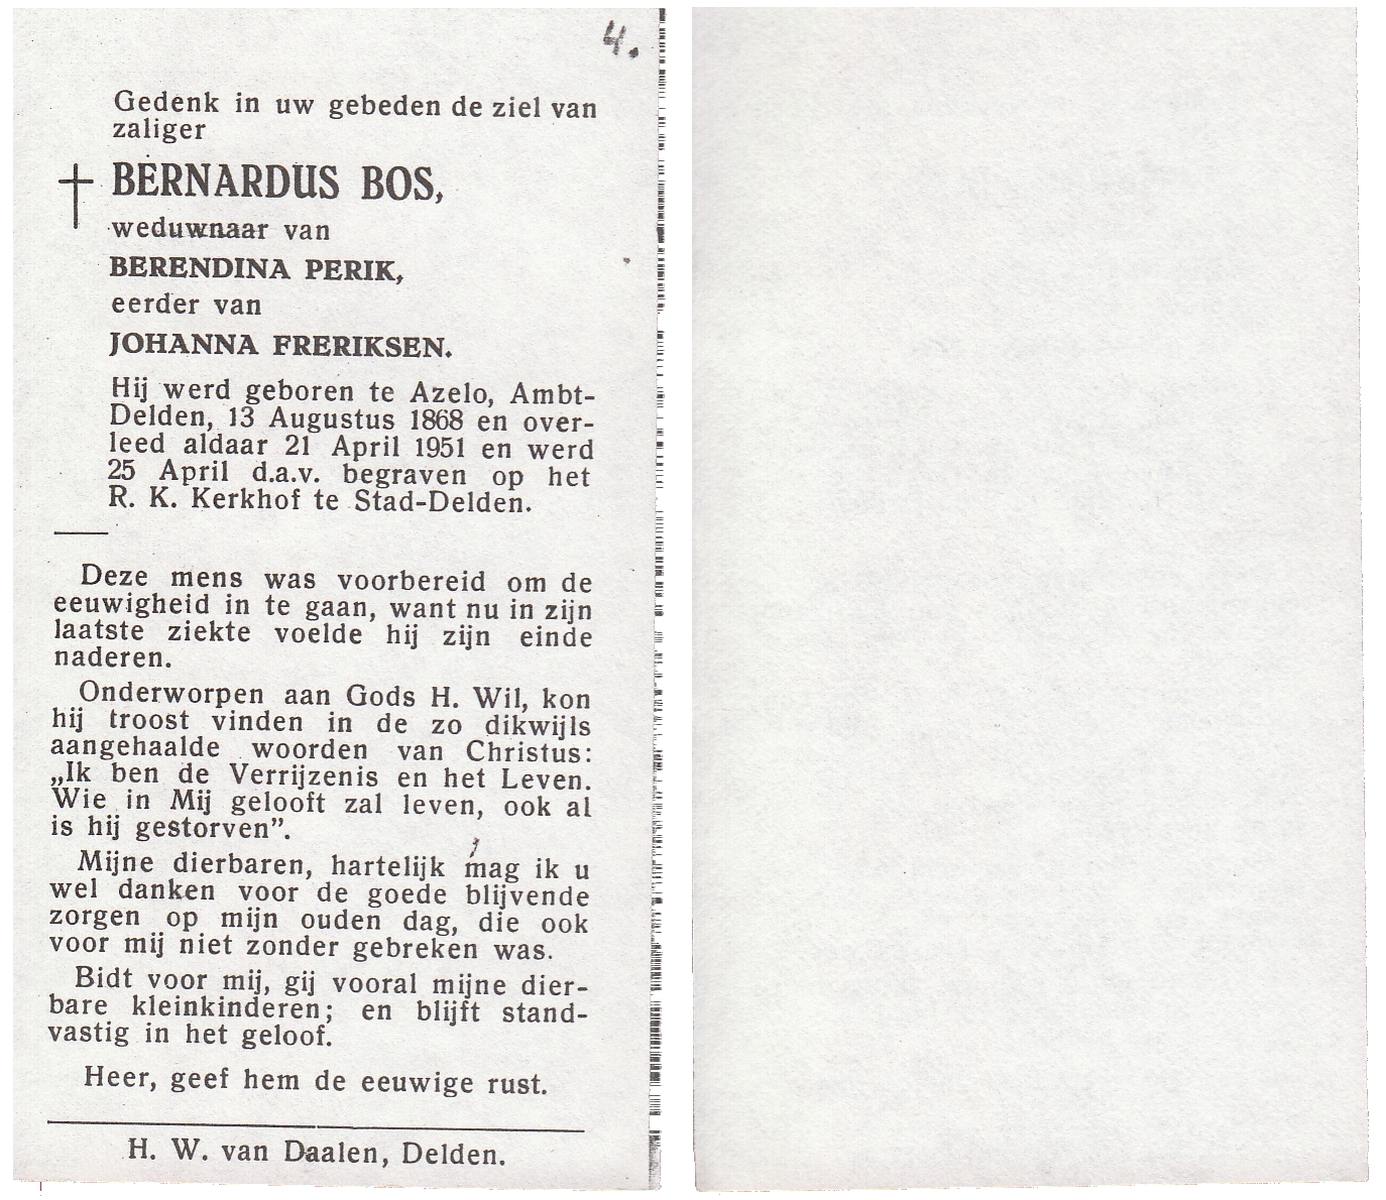 4.
Gedenk in uw gebeden de ziel van
zaliger
BERNARDUS BOS,
weduwnaar van
BERENDINA PERIK,
eerder van
JOHANNA FRERIKSEN.
Hij werd geboren te Azelo, Ambt-
Delden, 13 Augustus 1868 en over-
leed aldaar 21 April 1951 en werd
25 April d.a.v. begraven op het
R. K. Kerkhof te Stad-Delden.
Deze mens was voorbereid om de
eeuwigheid in te gaan, want nu in zijn
laatste ziekte voelde hij zijn einde
naderen.
Onderworpen aan Gods H. Wil, kon
hij troost vinden in de zo dikwijls
aangehaalde woorden van Christus:
„Ik ben de Verrijzenis en het Leven.
Wie in Mij gelooft zal leven, ook al
is hij gestorven”.
Mijne dierbaren, hartelijk mag ik u
wel danken voor de goede blijvende
zorgen op mijn ouden dag, die ook
voor mij niet zonder gebreken was.
Bidt voor mij, gij vooral mijne dier-
bare kleinkinderen; en blijft stand-
vastig in het geloof.
Heer, geef hem de eeuwige rust.
H. W. van Daalen, Delden.